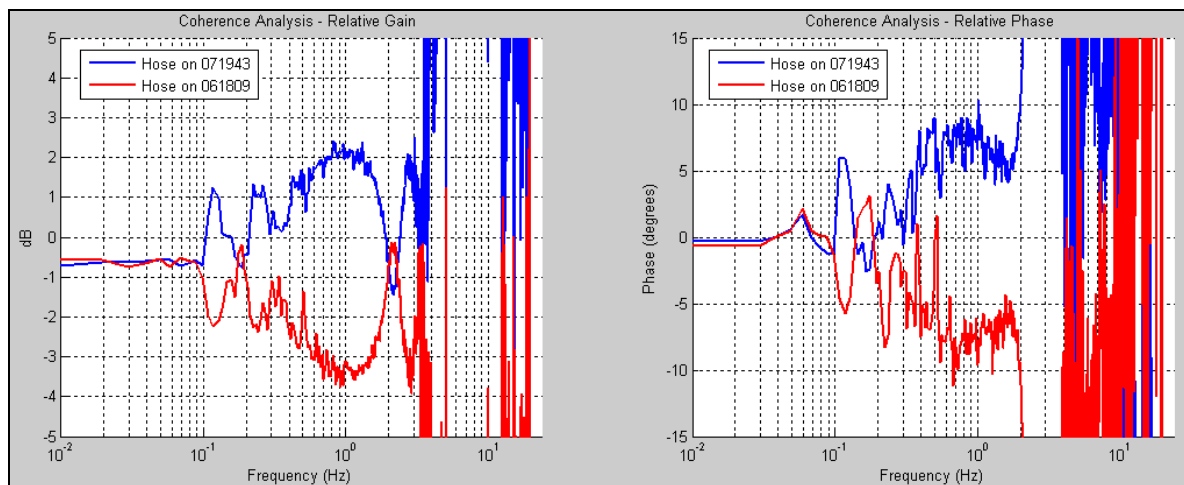 Coherence Analysis - Relative Gain
5
4
3
2
1
0
-1
-2
-3
-4
-5
dB
Hose on 071943
Hose on 061809
10-2
10-1
100
101
Frequency (Hz)
Coherence Analysis - Relative Phase
15
10
5
0
-5
-10
-15
Phase (degrees)
Hose on 071943
Hose on 061809
10-2
10-1
100
101
Frequency (Hz)